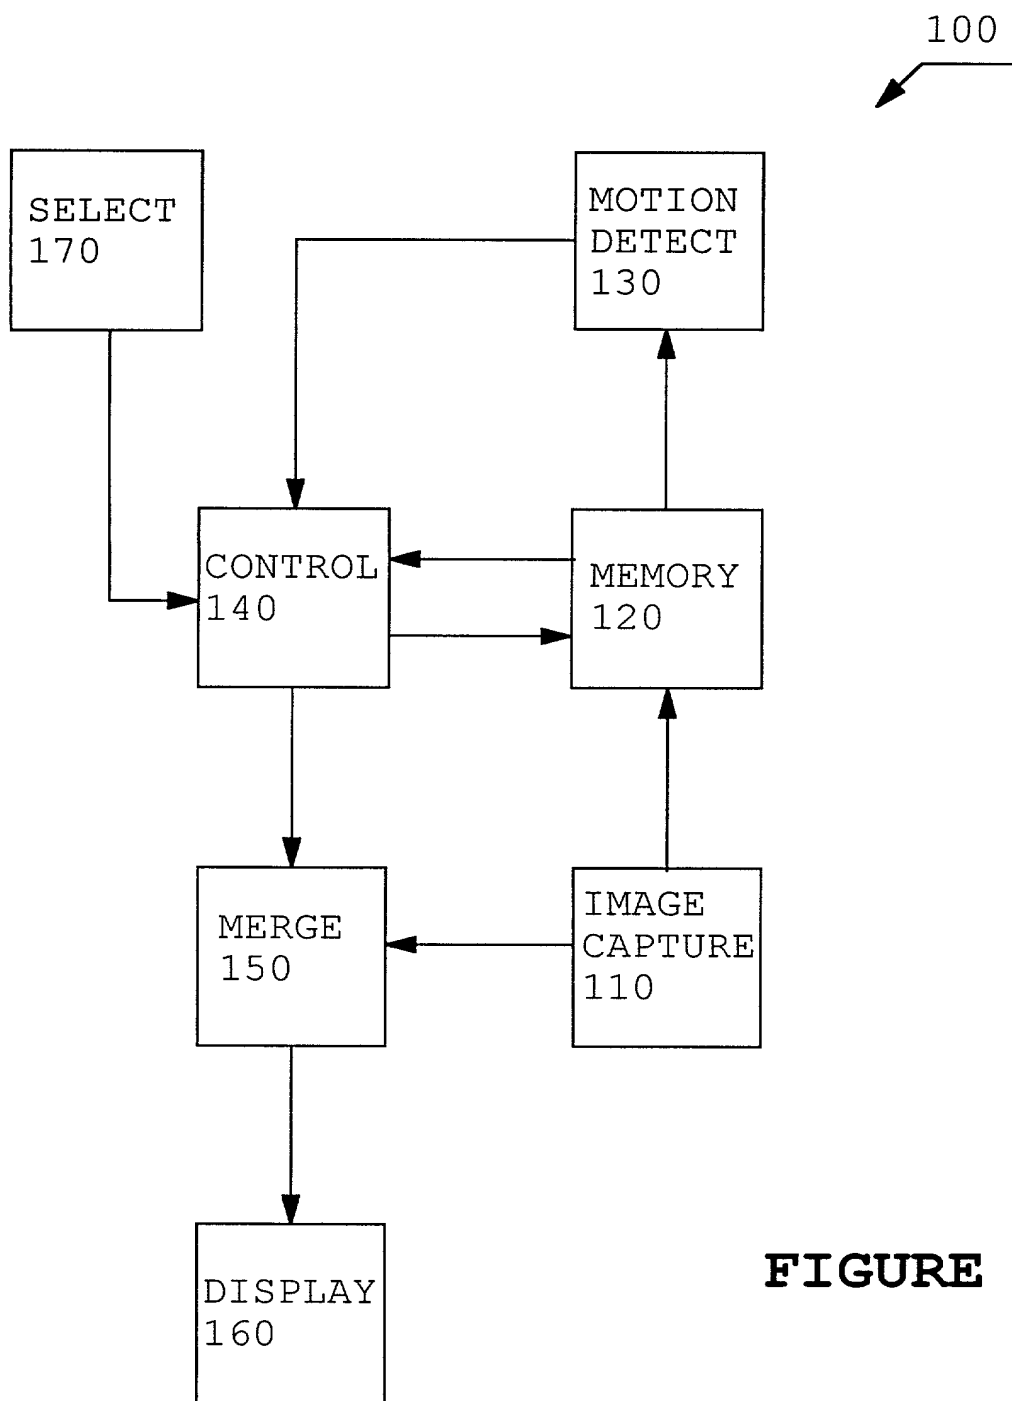 100
SELECT
170
MOTION
DETECT
130
CONTROL
140
MEMORY
120
MERGE
150
IMAGE
CAPTURE
110
DISPLAY
160
FIGURE